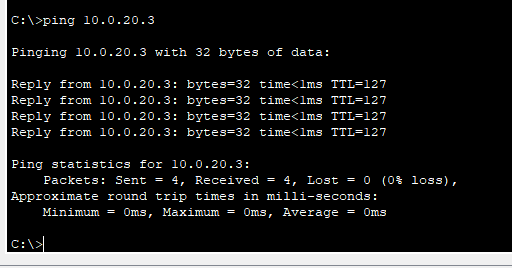 C:\>ping 10.0.20.3
Pinging 10.0.20.3 with 32 bytes of data:
Reply from 10.0.20.3: bytes=32 time<1ms TTL=127
Reply from 10.0.20.3: bytes=32 time<1ms TTL=127
Reply from 10.0.20.3: bytes=32 time<1ms TTL=127
Reply from 10.0.20.3: bytes=32 time<1ms TTL=127
Ping statistics for 10.0.20.3:
    Packets: Sent = 4, Received = 4, Lost = 0 (0% loss),
Approximate round trip times in milli-seconds:
    Minimum = 0ms, Maximum = 0ms, Average = 0ms
C:\>